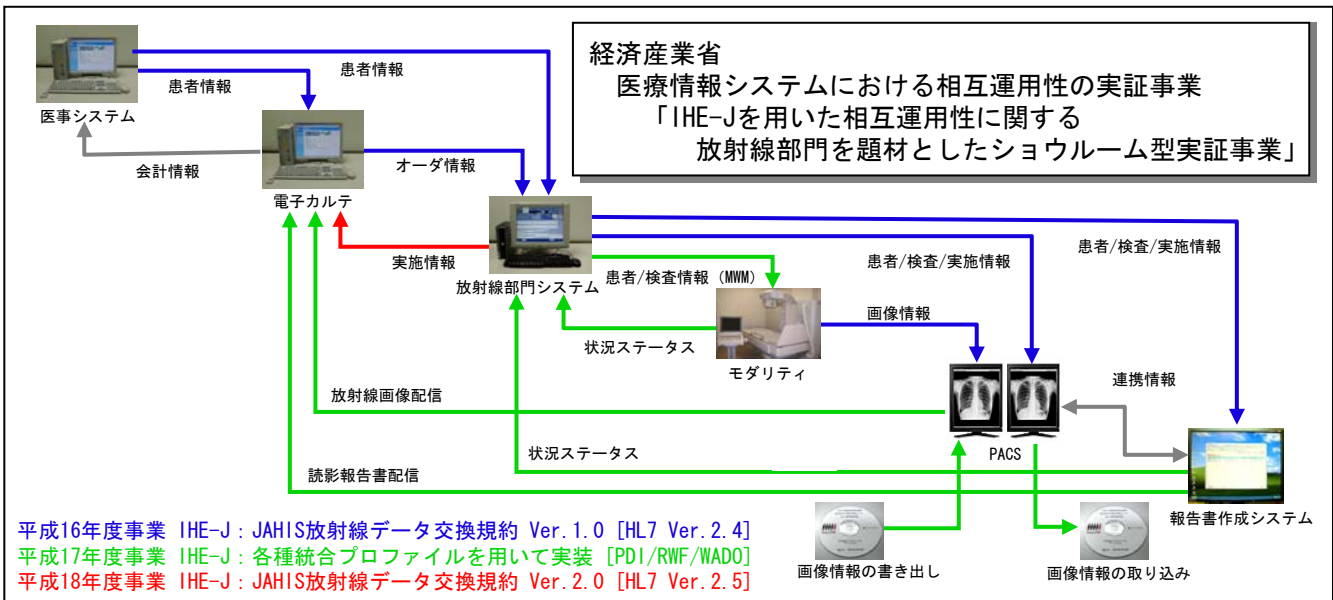 経済産業省
医療情報システムにおける相互運用性の実証事業
「IHE-Jを用いた相互運用性に関する
放射線部門を題材としたショウルーム型実証事業」
患者情報
患者情報
医事システム
会計情報
オーダ情報
電子カルテ
実施情報
放射線部門システム
患者/検査情報（MWM）
患者/検査/実施情報
患者/検査/実施情報
画像情報
状況ステータス
モダリティ
放射線画像配信
連携情報
状況ステータス
PACS
読影報告書配信
報告書作成システム
画像情報の書き出し
画像情報の取り込み
平成16年度事業 IHE-J：JAHIS放射線データ交換規約 Ver.1.0 [HL7 Ver.2.4]
平成17年度事業 IHE-J：各種統合プロファイルを用いて実装 [PDI/RWF/WADO]
平成18年度事業 IHE-J：JAHIS放射線データ交換規約 Ver.2.0 [HL7 Ver.2.5]